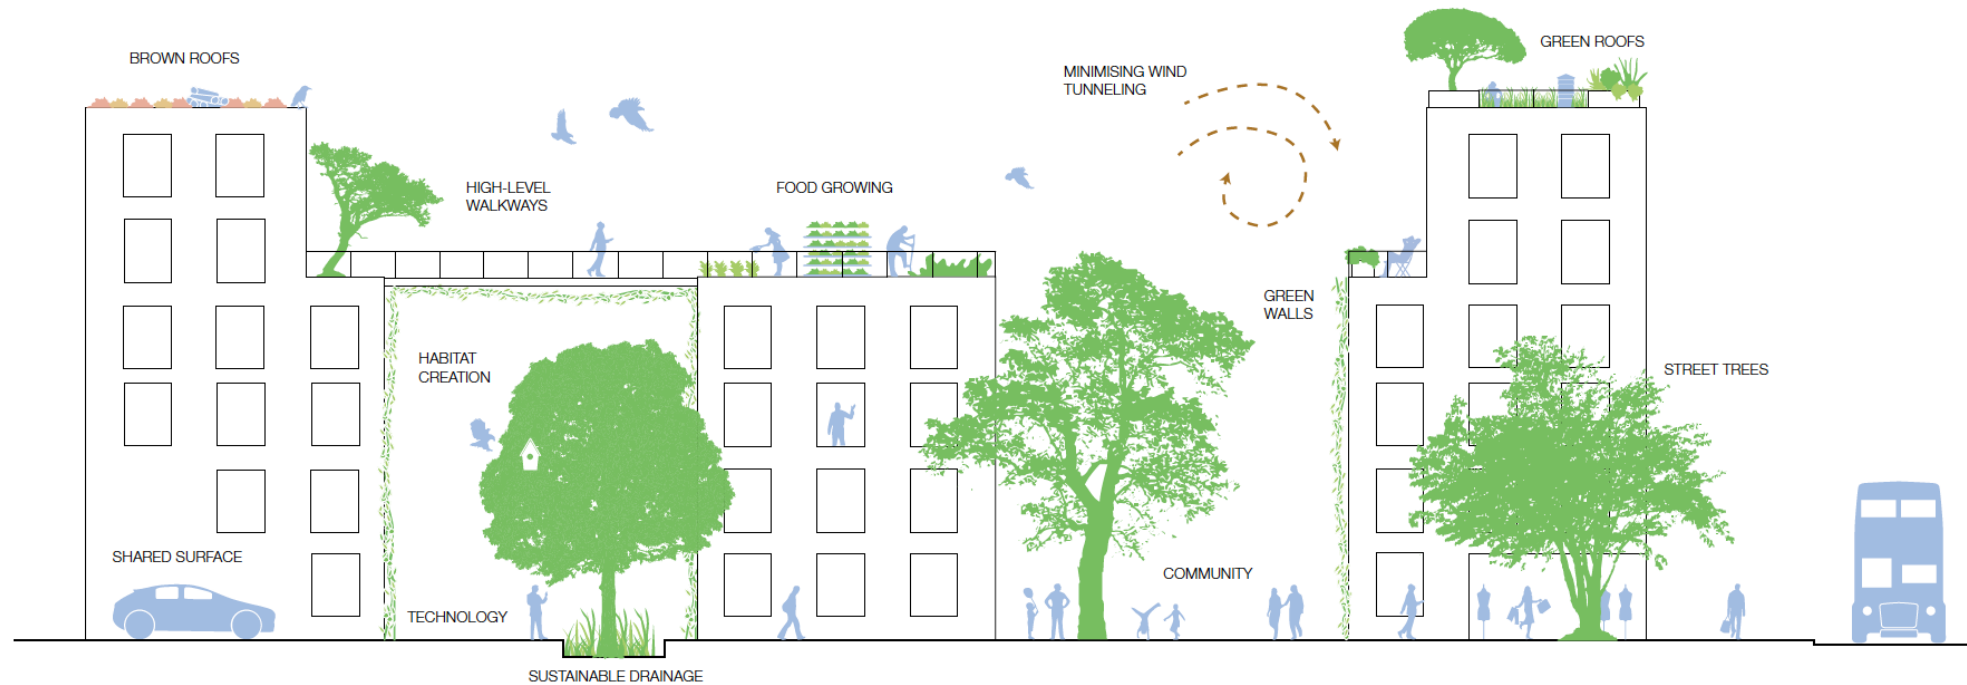 BROWN ROOFS
GREEN ROOFS
MINIMISING WIND
TUNNELING
HIGH-LEVEL
WALKWAYS
FOOD GROWING
GREEN
WALLS
HABITAT
CREATION
STREET TREES
SHARED SURFACE
COMMUNITY
TECHNOLOGY
SUSTAINABLE DRAINAGE